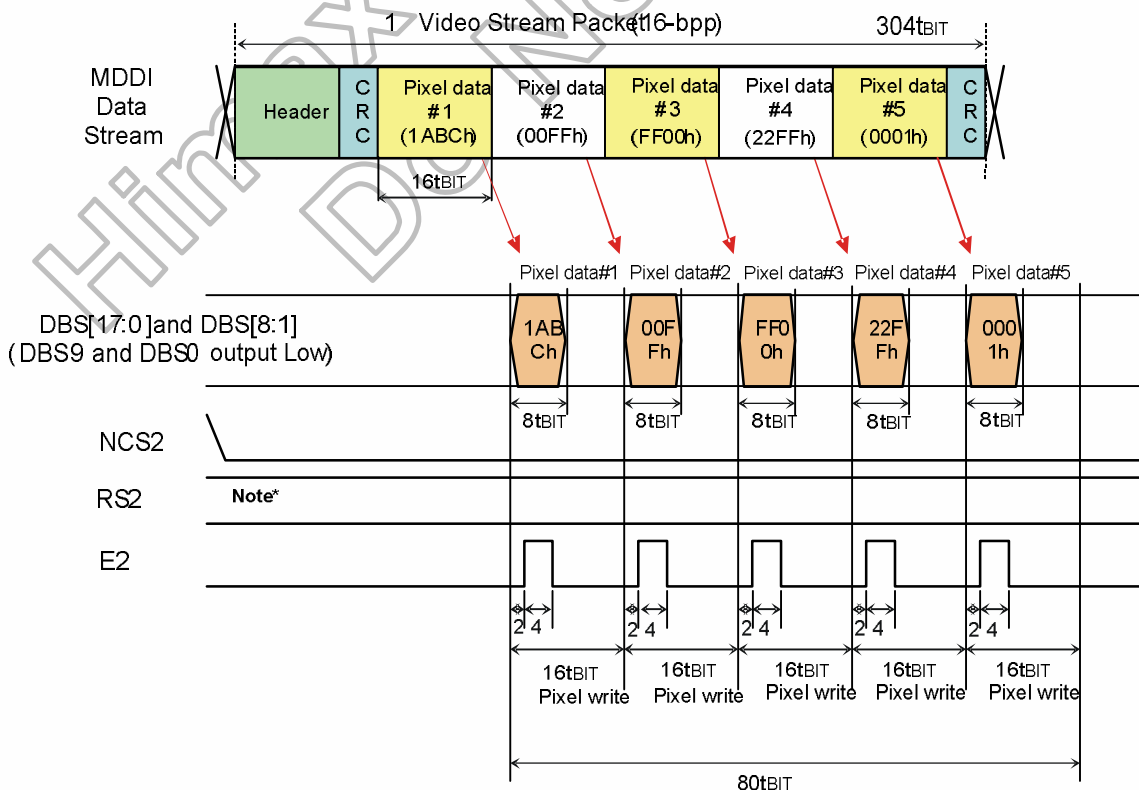 1 Video Stream Packet(16-bpp) 304tBIT
MDDI
Data
Stream
Header
C
R
C
Pixel data
#1
(1ABCh)
Pixel data
#2
(00FFh)
Pixel data
#3
(FF00h)
Pixel data
#4
(22FFh)
Pixel data
#5
(0001h)
C
R
C
16tBIT
Himax
Do No
Pixel data#1 Pixel data#2 Pixel data#3 Pixel data#4 Pixel data#5
DBS[17:0]and DBS[8:1]
(DBS9 and DBS0 output Low)
1AB
Ch
00F
Fh
FF0
0h
22F
Fh
000
1h
8tBIT 8tBIT 8tBIT 8tBIT 8tBIT
NCS2
RS2 Note*
E2
2 4 2 4 2 4 2 4 2 4
16tBIT 16tBIT 16tBIT 16tBIT 16tBIT
Pixel write Pixel write Pixel write Pixel write Pixel write
80tBIT